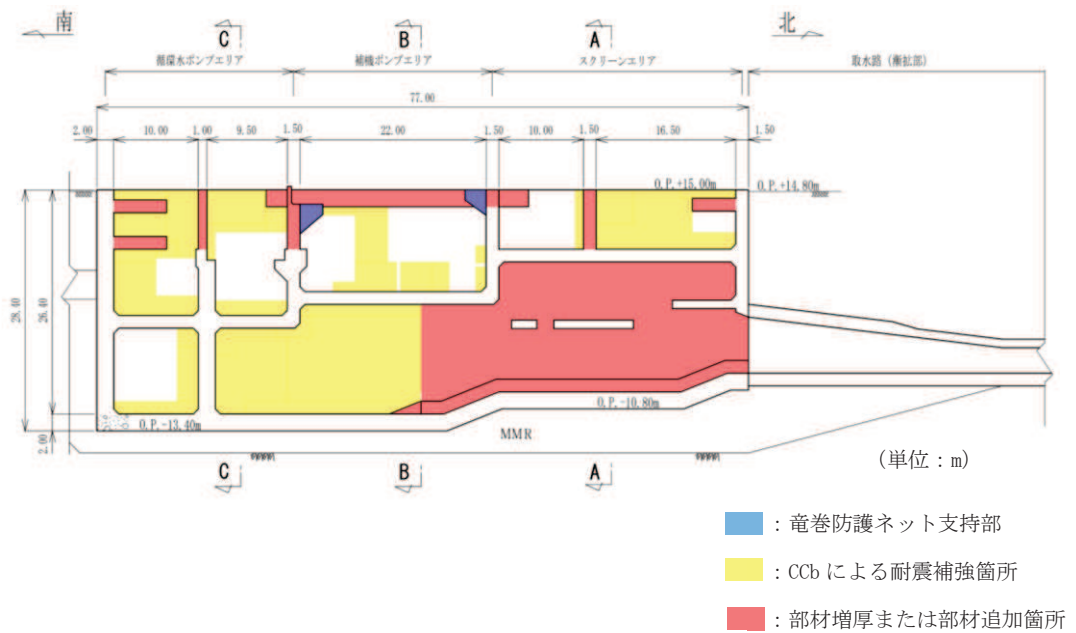 南
北
C
B
A
循環水ポンプエリア
補機ポンプエリア
スクリーンエリア
取水路(漸拡部)
77.00
2.00
10.00
1.00
9.50
1.50
22.00
1.50
10.00
1.50
16.50
1.50
O.P.+15.00m
O.P.+14.80m
28.40
26.40
2.00
O.P.-10.80m
O.P.-13.40m
MMR
C
B
A
(単位:m)
:竜巻防護ネット支持部
:CCbによる耐震補強箇所
:部材増厚または部材追加箇所